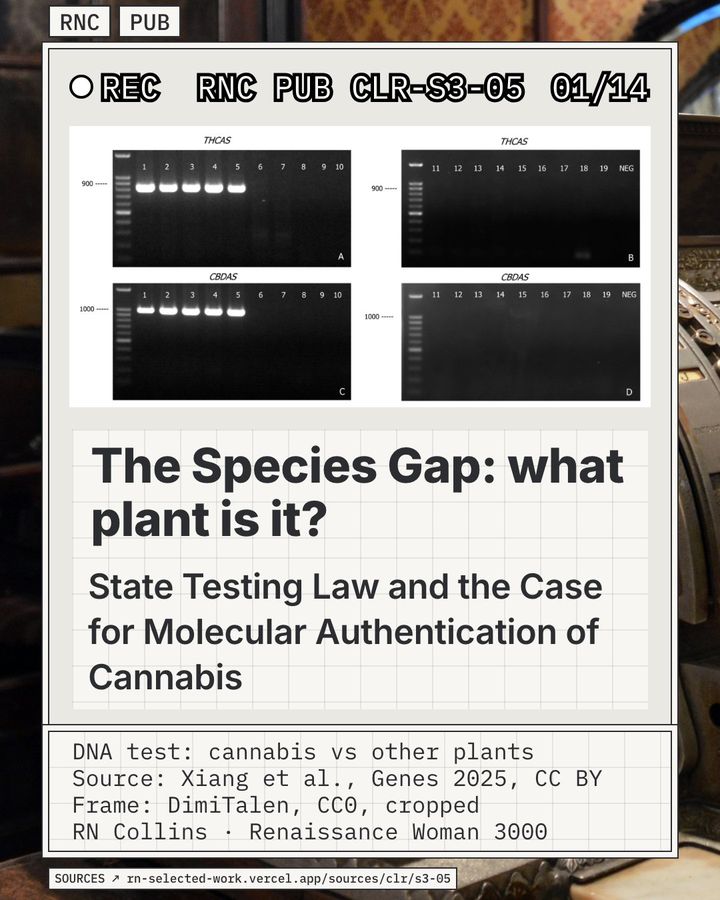 RNC PUB
REC RNC PUB CLR-S3-05 01/14
THCAS
1 2 3 4 5 6 7 8 9 10
900
A
THCAS
11 12 13 14 15 16 17 18 19 NEG
900
B
CBDAS
1 2 3 4 5 6 7 8 9 10
1000
C
CBDAS
11 12 13 14 15 16 17 18 19 NEG
1000
D
The Species Gap: what
plant is it?
State Testing Law and the Case
for Molecular Authentication of
Cannabis
DNA test: cannabis vs other plants
Source: Xiang et al., Genes 2025, CC BY
Frame: DimiTalen, CC0, cropped
RN Collins · Renaissance Woman 3000
SOURCES ↗ rn-selected-work.vercel.app/sources/clr/s3-05